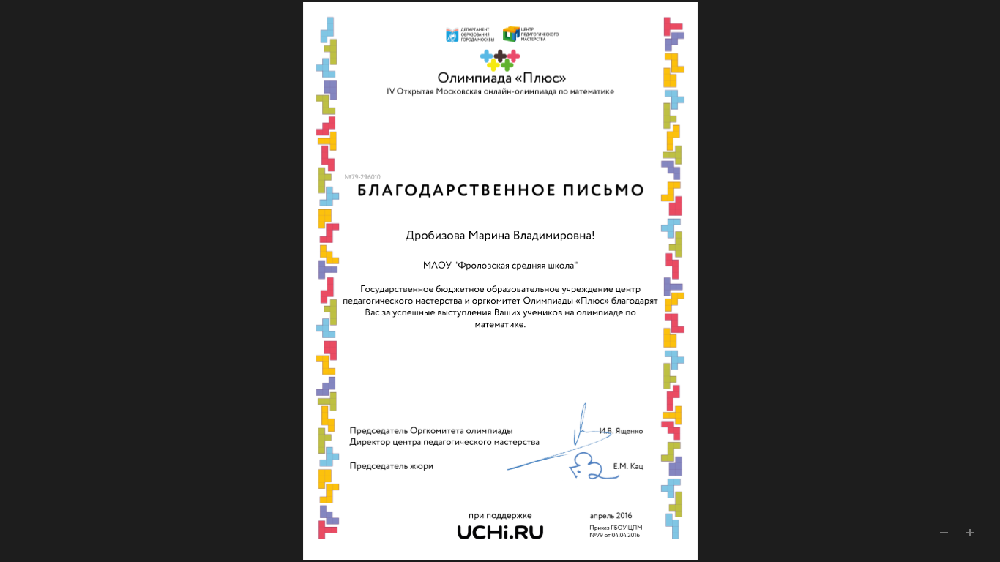 ДЕПАРТАМЕНТ
ОБРАЗОВАНИЯ
ГОРОДА МОСКВЫ
ЦЕНТР
ПЕДАГОГИЧЕСКОГО
МАСТЕРСТВА
Олимпиада «Плюс»
IV Открытая Московская онлайн-олимпиада по математике
№79-296010
БЛАГОДАРСТВЕННОЕ ПИСЬМО
Дробизова Марина Владимировна!
МАОУ "Фроловская средняя школа"
Государственное бюджетное образовательное учреждение центр
педагогического мастерства и оргкомитет Олимпиады «Плюс» благодарят
Вас за успешные выступления Ваших учеников на олимпиаде по
математике.
Председатель Оргкомитета олимпиады
Директор центра педагогического мастерства
И.В. Ященко
Председатель жюри
Е.М. Кац
при поддержке
UCHi.RU
апрель 2016
Приказ ГБОУ ЦПМ
№79 от 04.04.2016